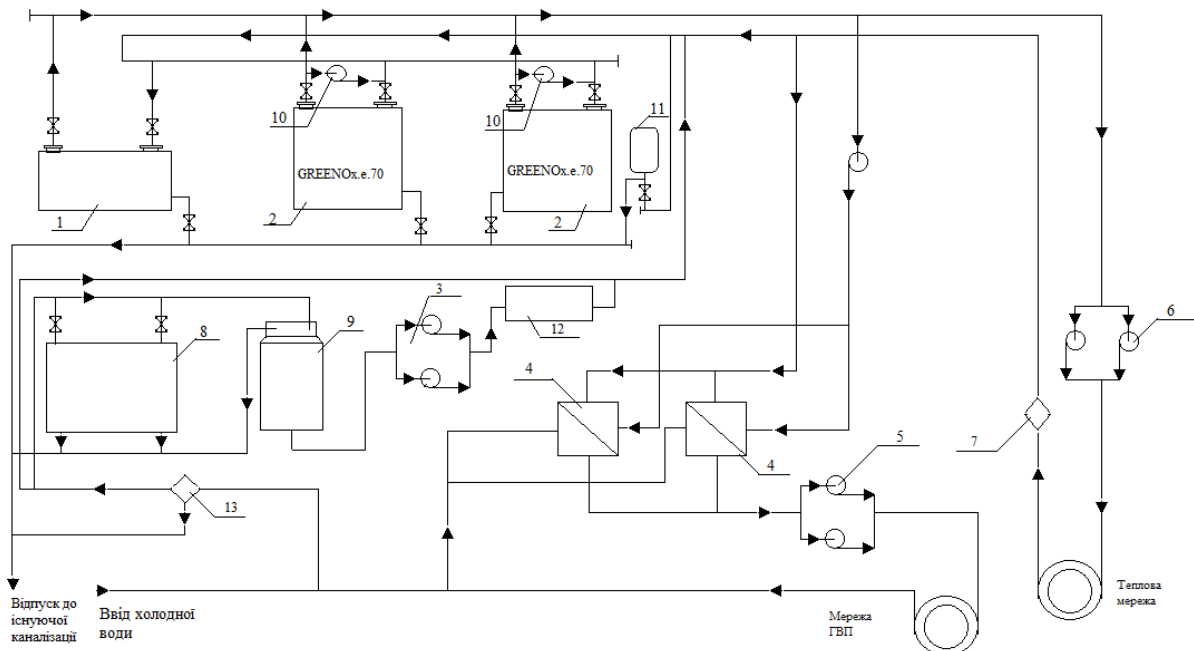 10
10
11
GREENOx.e.70
GREENOx.e.70
1
2
2
3
8
9
12
6
4
4
5
7
13
Відпуск до
існуючої
каналізації
Ввід холодної
води
Мережа
ГВП
Теплова
мережа